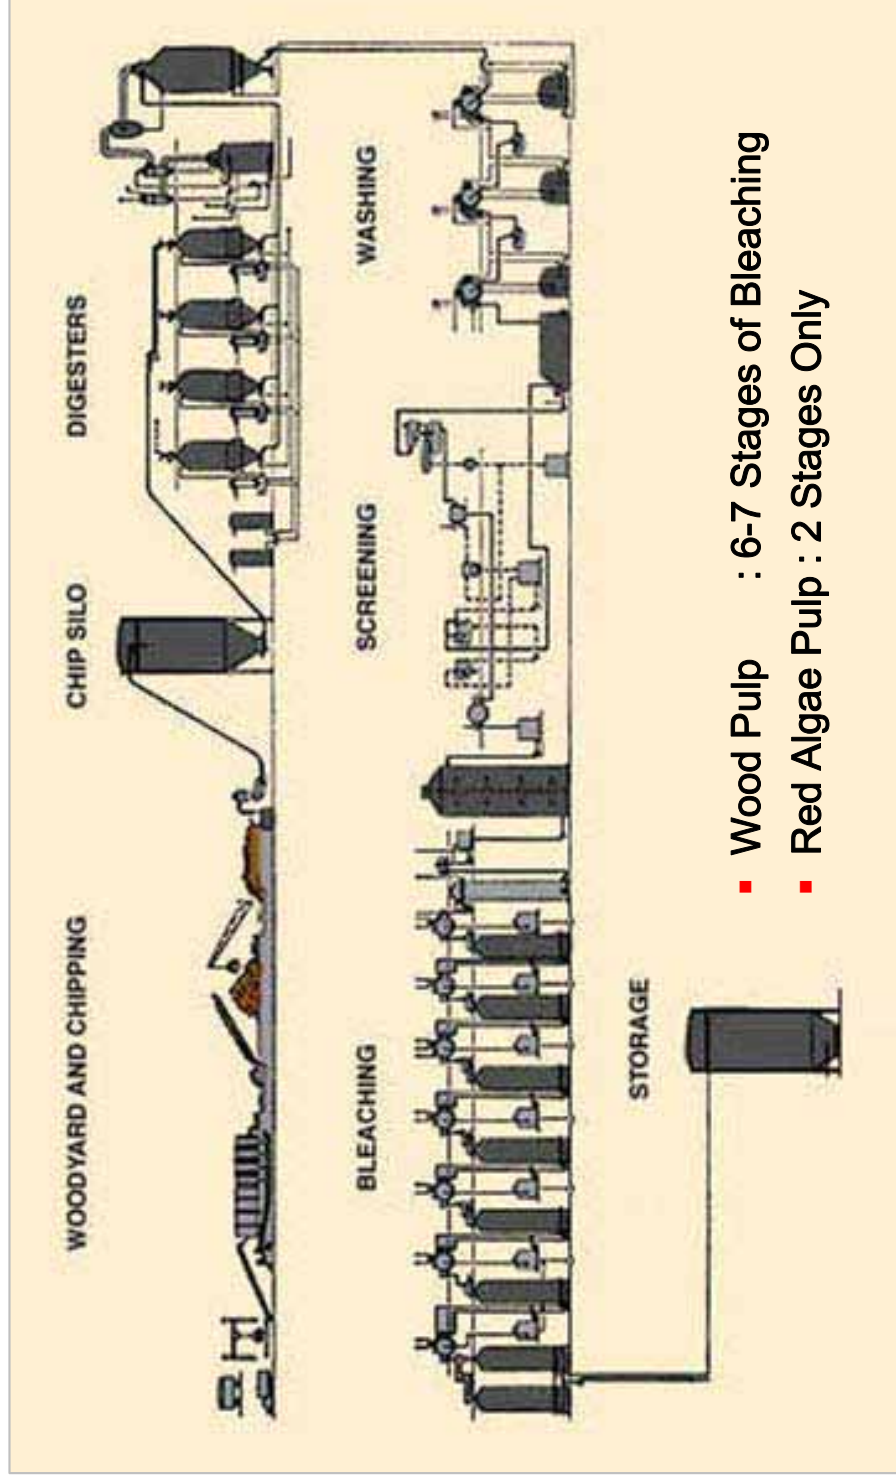 WOODYARD AND CHIPPING
CHIP SILO
DIGESTERS
BLEACHING
SCREENING
WASHING
STORAGE
▪ Wood Pulp : 6-7 Stages of Bleaching
▪ Red Algae Pulp : 2 Stages Only